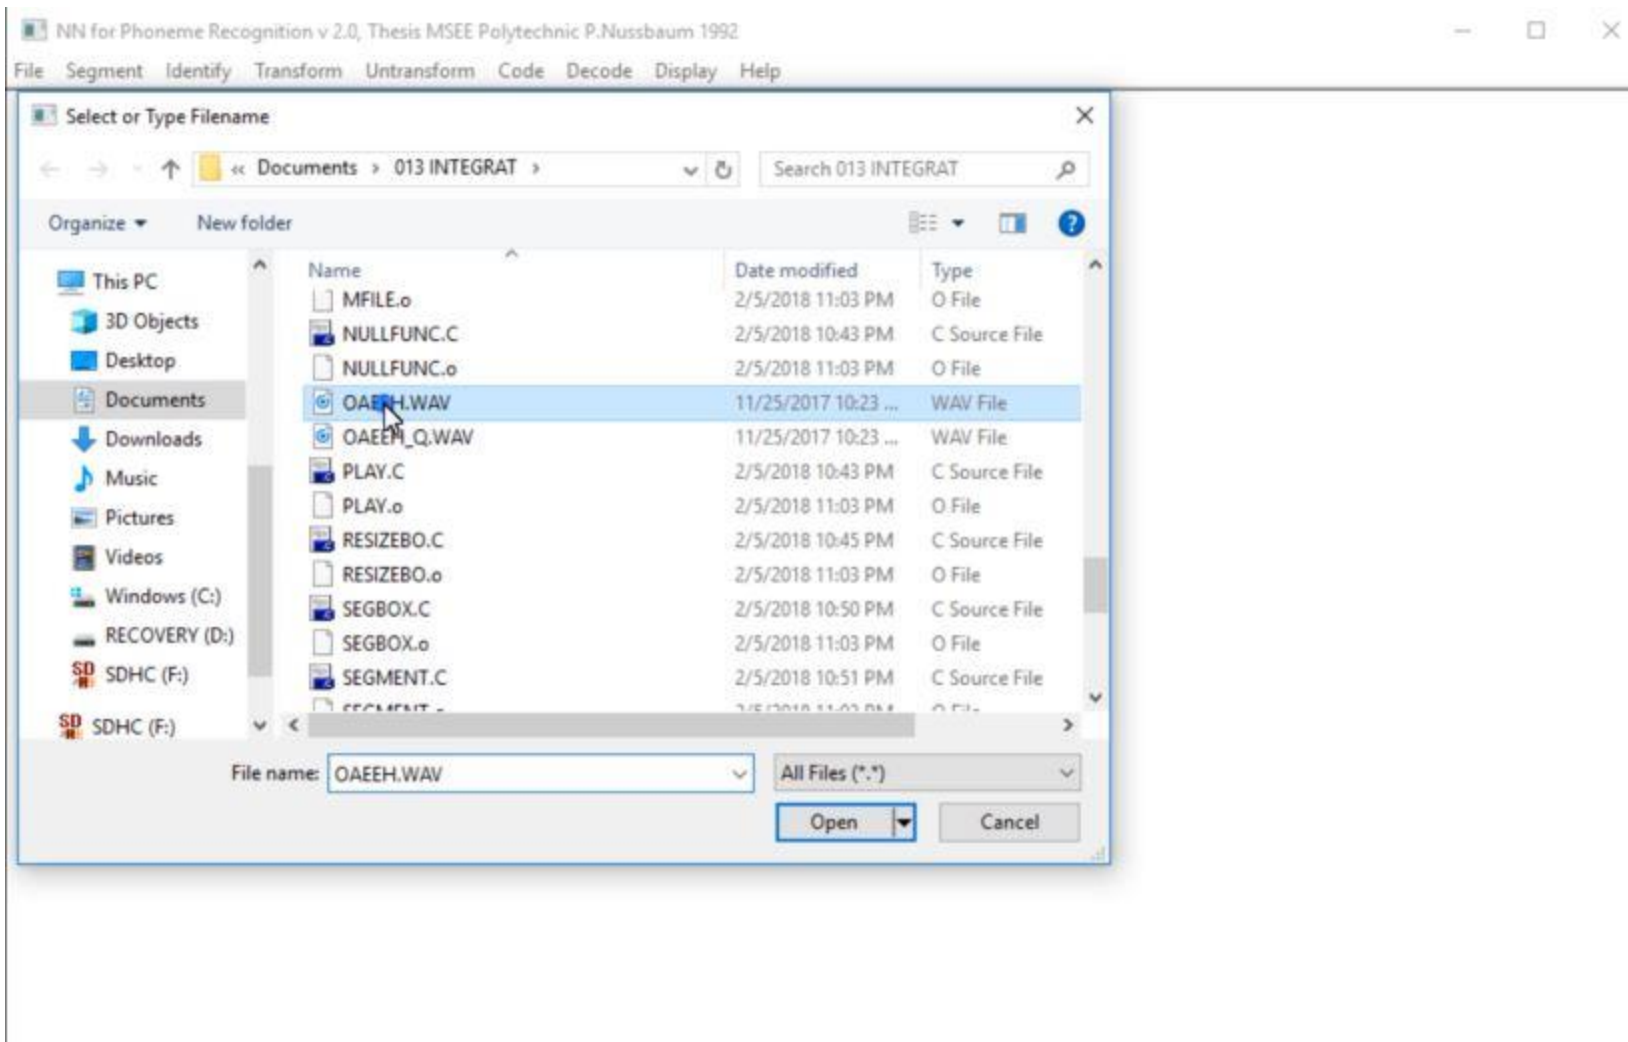 NN for Phoneme Recognition v 2.0, Thesis MSEE Polytechnic P.Nussbaum 1992
File Segment Identify Transform Untransform Code Decode Display Help
Select or Type Filename
« Documents > 013 INTEGRAT >
Search 013 INTEGRAT
Organize New folder
Name Date modified Type
This PC
3D Objects
Desktop
Documents
Downloads
Music
Pictures
Videos
Windows (C:)
RECOVERY (D:)
SDHC (F:)
SDHC (F:)
MFILE.o 2/5/2018 11:03 PM O File
NULLFUNC.C 2/5/2018 10:43 PM C Source File
NULLFUNC.o 2/5/2018 11:03 PM O File
OAEEH.WAV 11/25/2017 10:23 ... WAV File
OAEEH_Q.WAV 11/25/2017 10:23 ... WAV File
PLAY.C 2/5/2018 10:43 PM C Source File
PLAY.o 2/5/2018 11:03 PM O File
RESIZEBO.C 2/5/2018 10:45 PM C Source File
RESIZEBO.o 2/5/2018 11:03 PM O File
SEGBOX.C 2/5/2018 10:50 PM C Source File
SEGBOX.o 2/5/2018 11:03 PM O File
SEGMENT.C 2/5/2018 10:51 PM C Source File
File name: OAEEH.WAV All Files (*.*)
Open Cancel